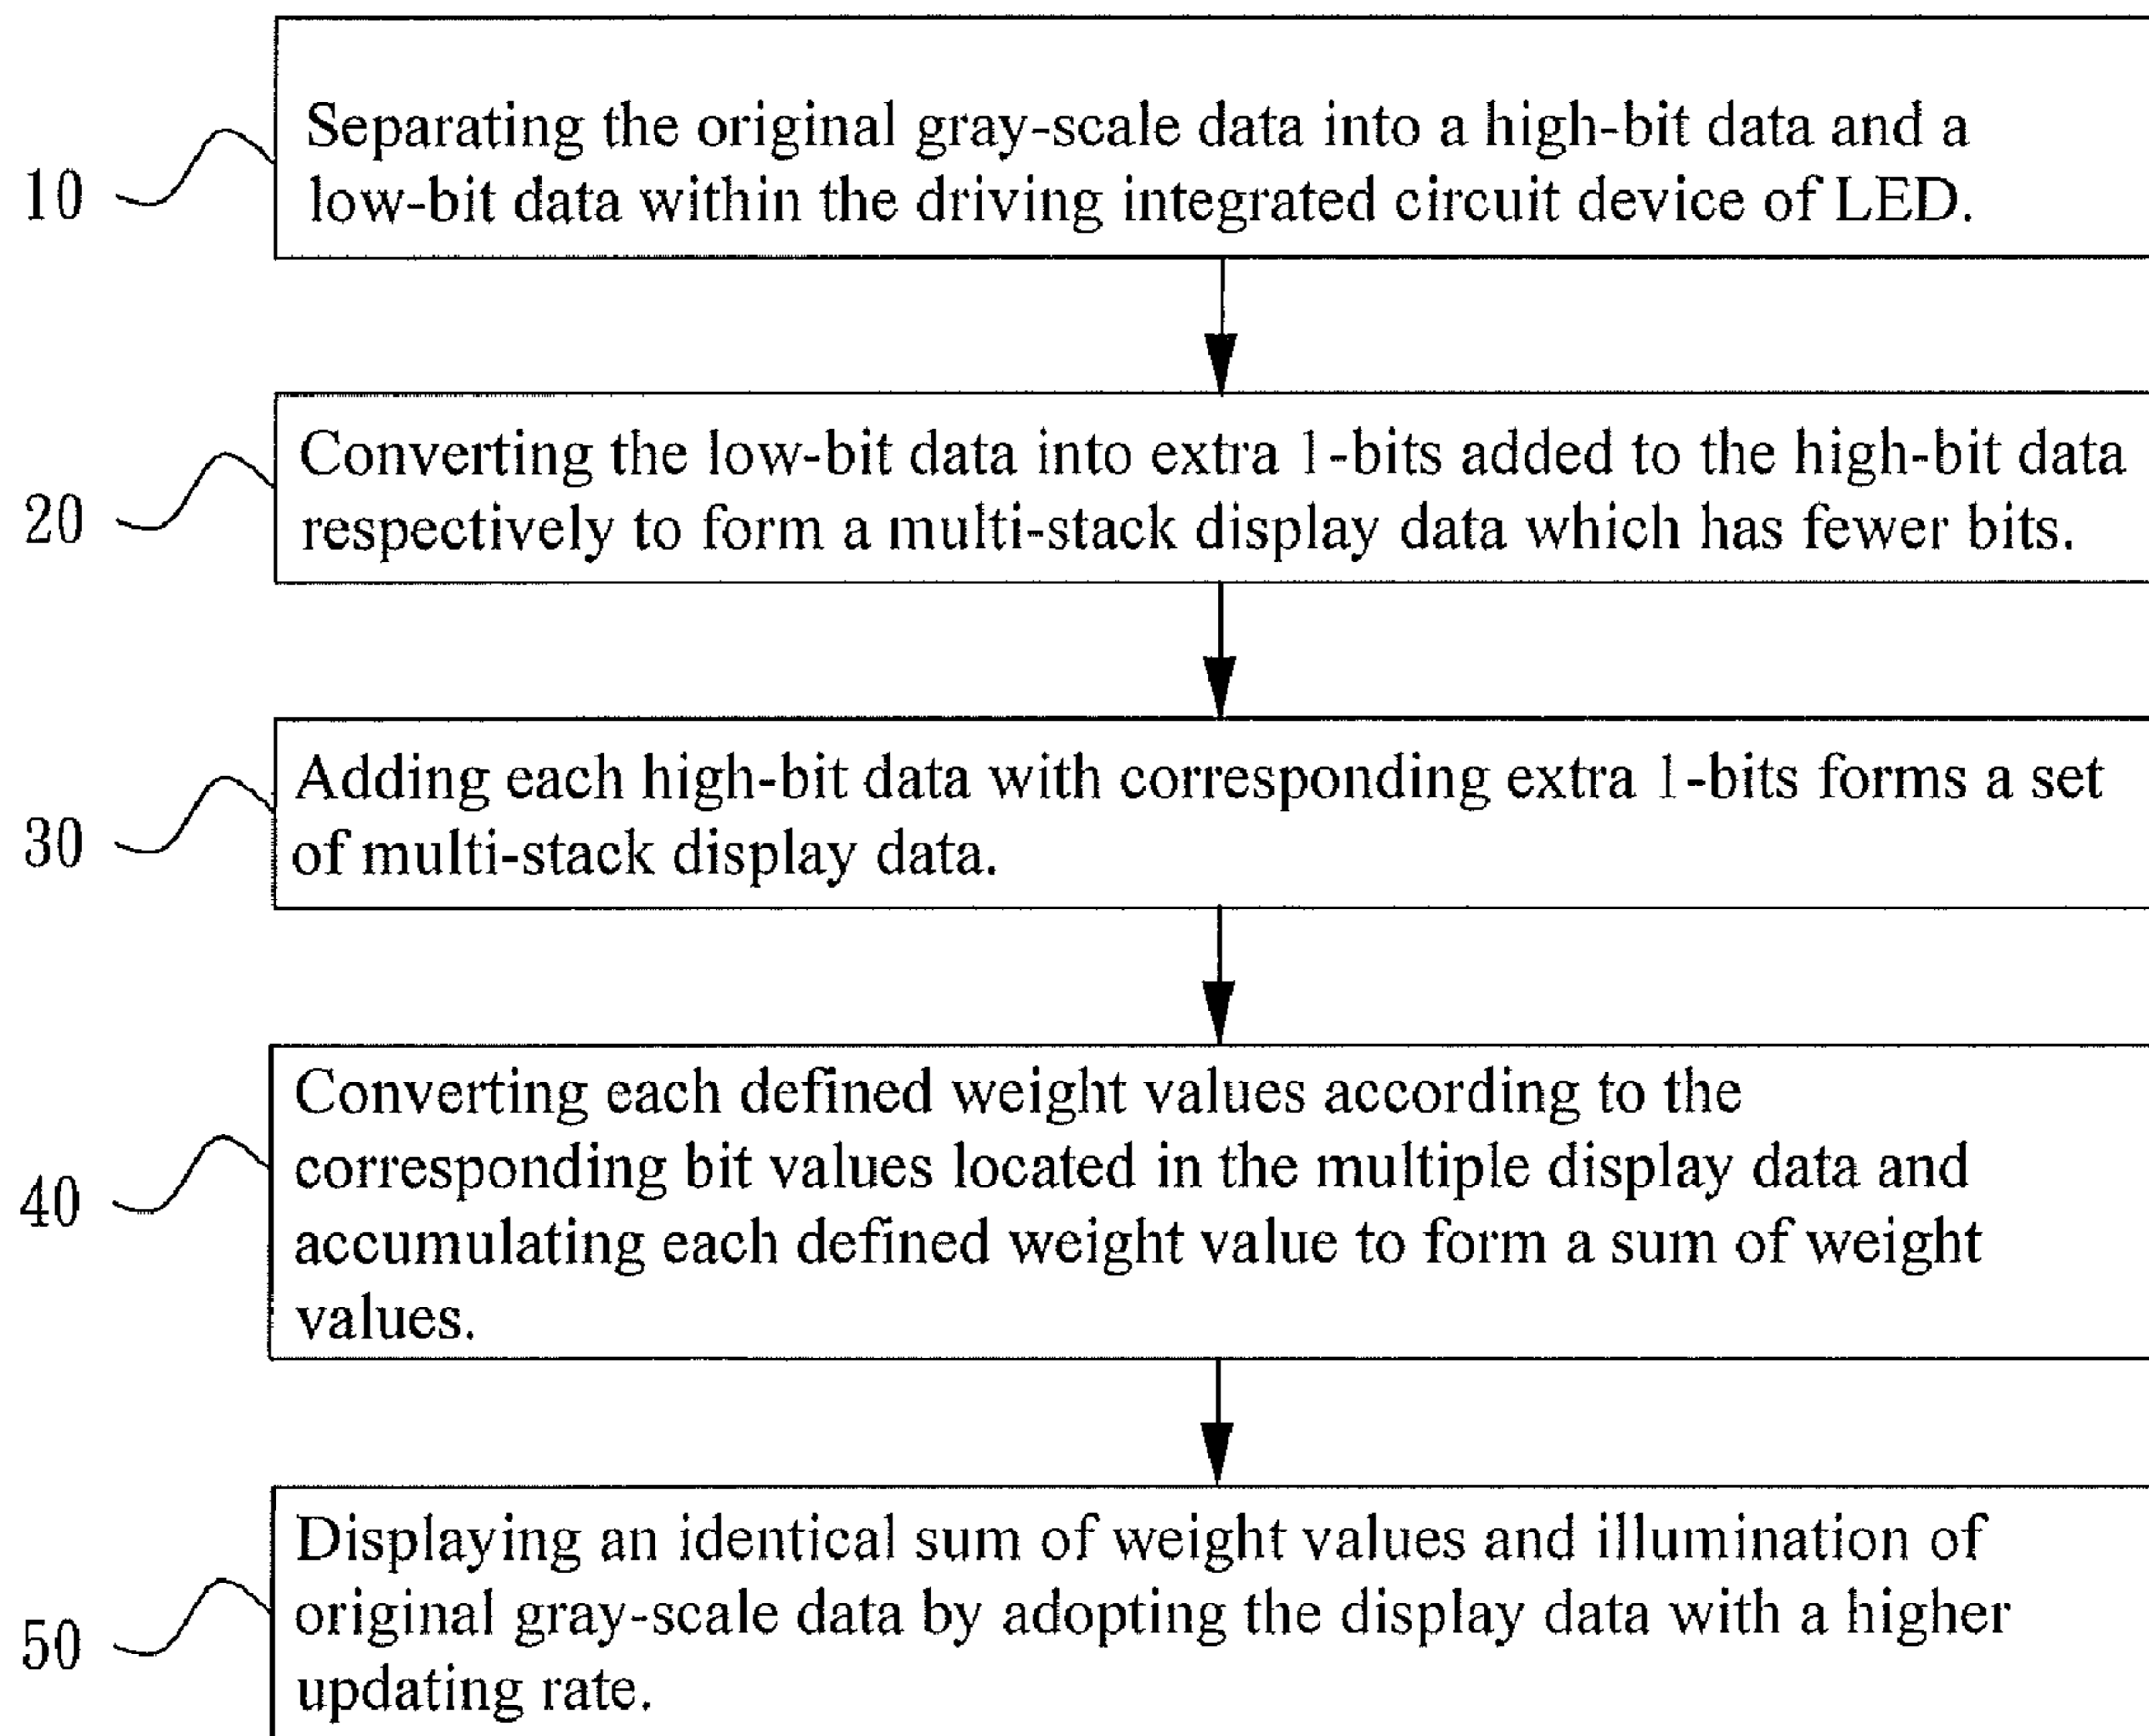 Separating the original gray-scale data into a high-bit data and a
10
low-bit data within the driving integrated circuit device of LED.
Converting the low-bit data into extra 1-bits added to the high-bit data
20
respectively to form a multi-stack display data which has fewer bits.
Adding each high-bit data with corresponding extra 1-bits forms a set
30
of multi-stack display data.
Converting each defined weight values according to the
corresponding bit values located in the multiple display data and
40
accumulating each defined weight value to form a sum of weight
values.
Displaying an identical sum of weight values and illumination of
original gray-scale data by adopting the display data with a higher
50
updating rate.